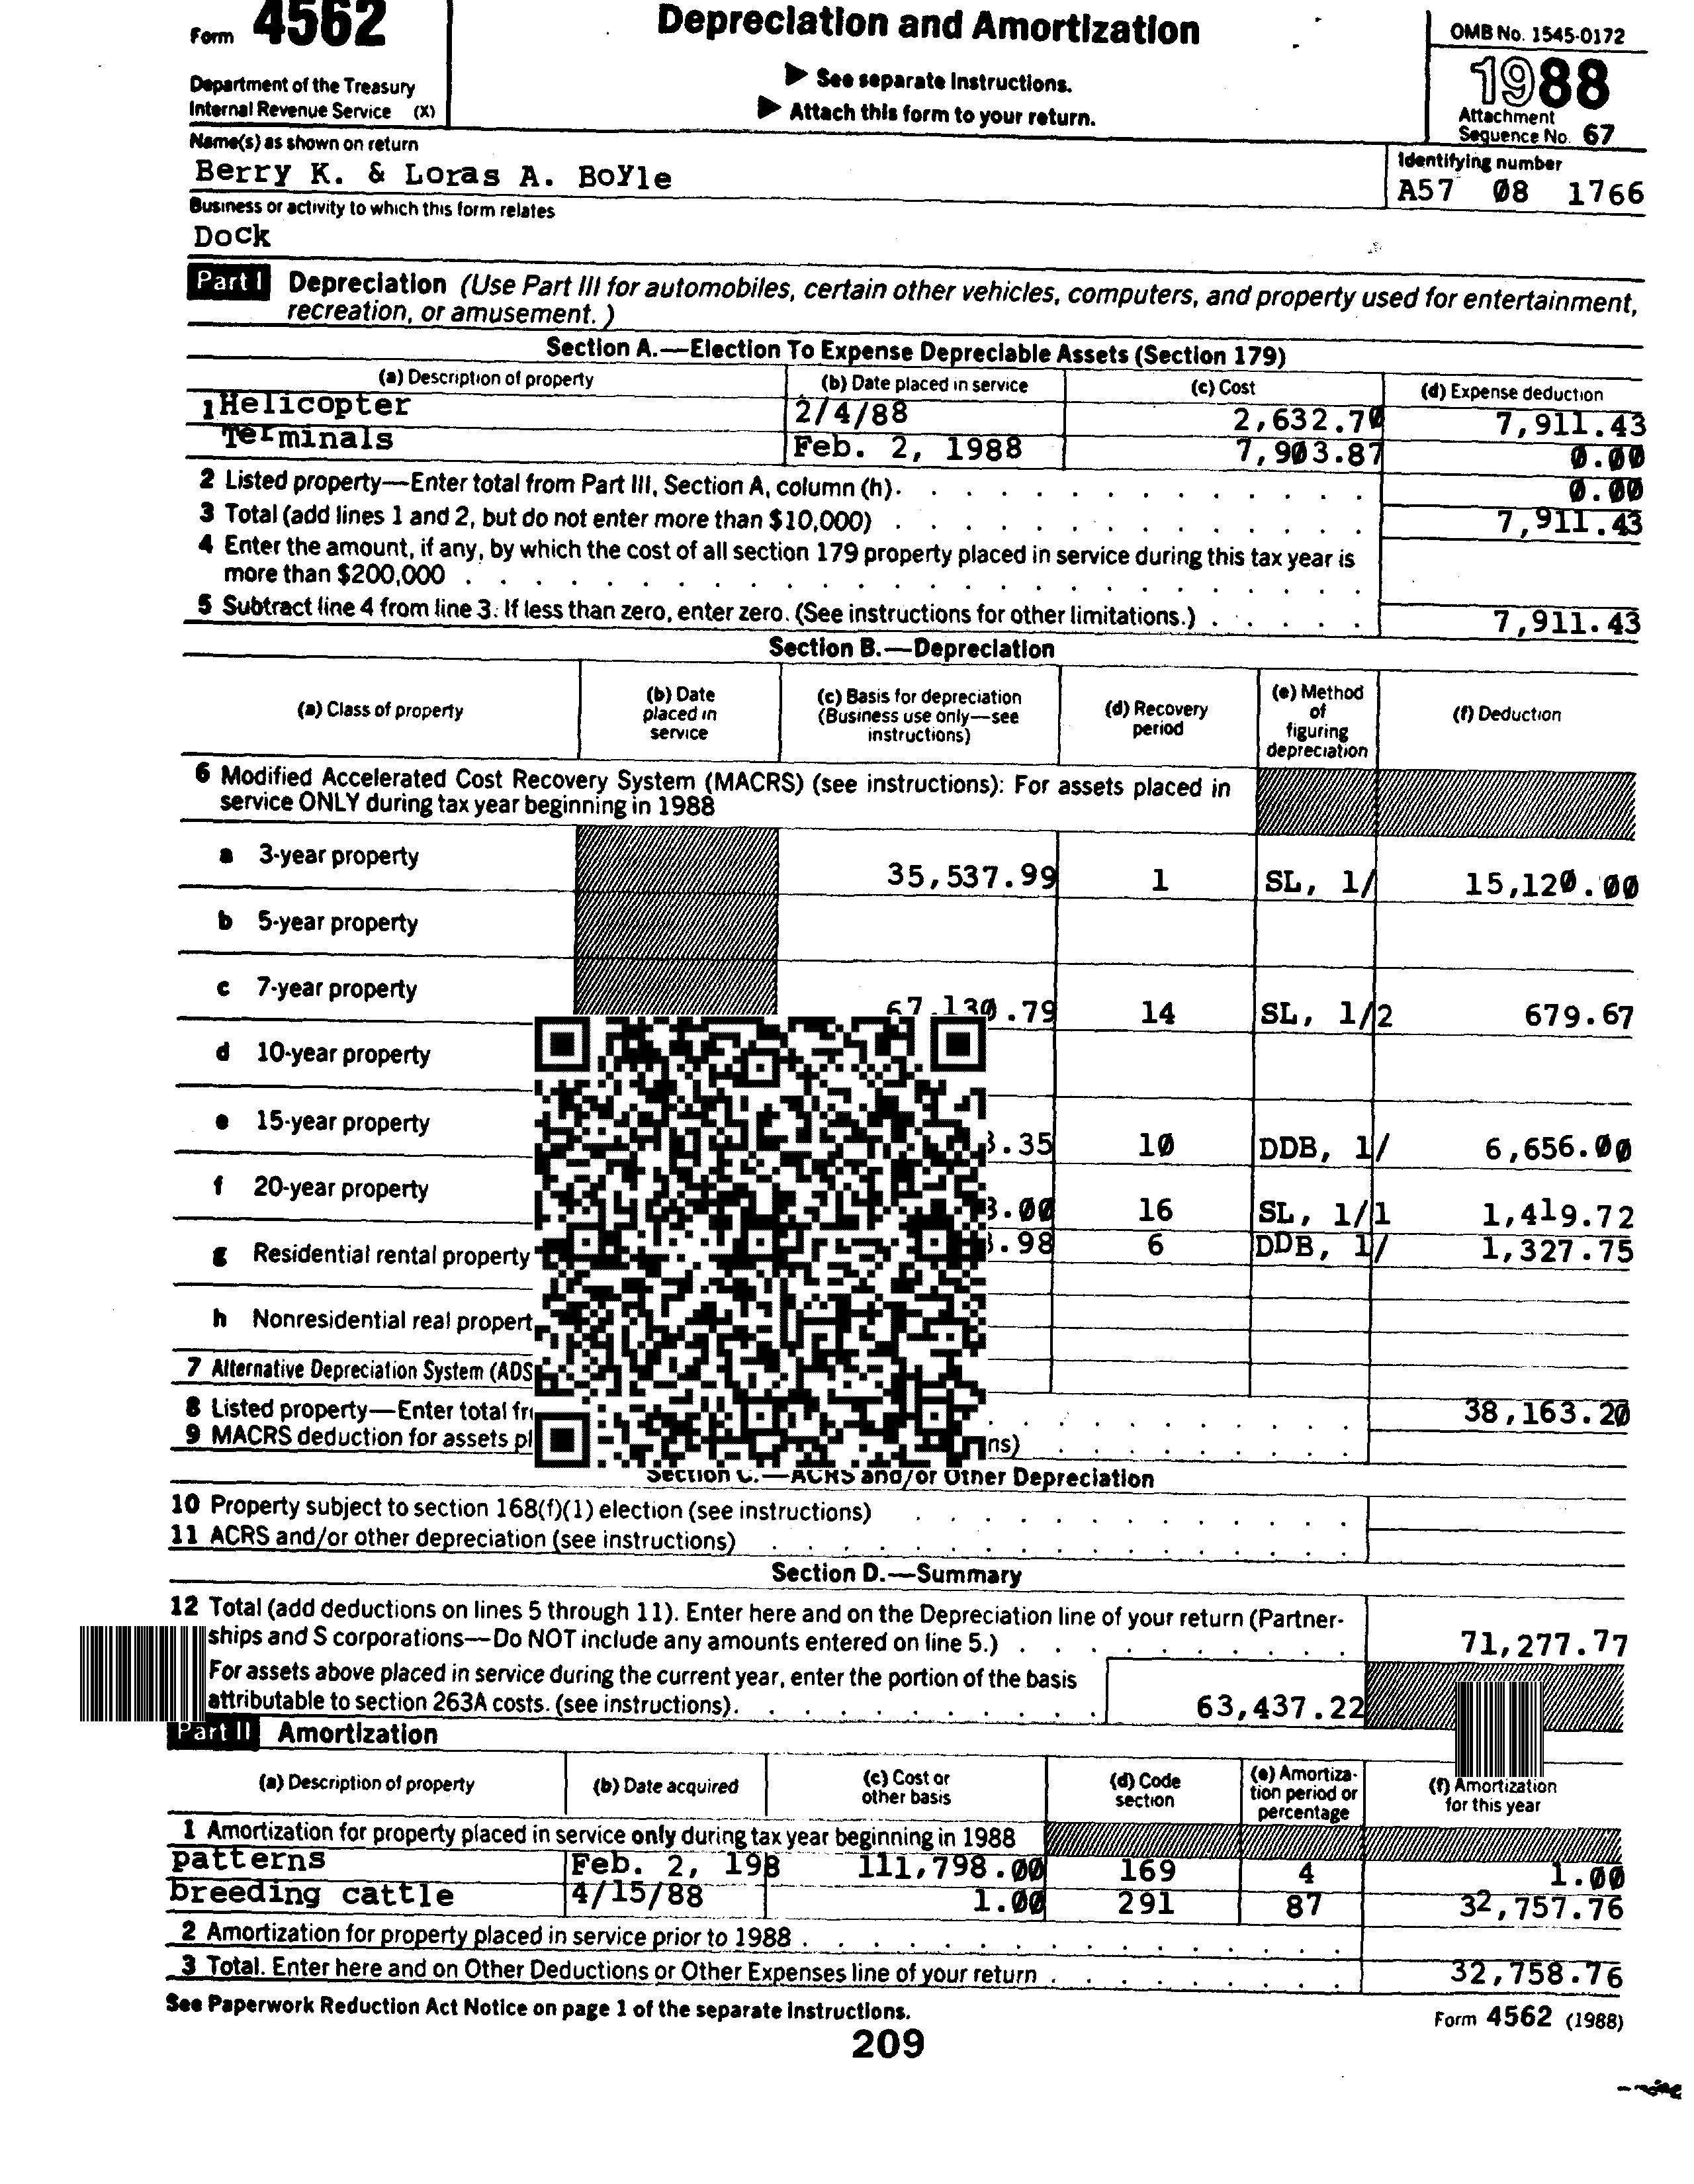 Form 4562
Depreciation and Amortization
OMB No. 1545-0172
Department of the Treasury
Internal Revenue Service (X)
▶ See separate Instructions.
▶ Attach this form to your return.
1988
Attachment
Sequence No. 67
Name(s) as shown on return
Berry K. & Loras A. Boyle
Identifying number
A57 08 1766
Business or activity to which this form relates
Dock
Part I Depreciation (Use Part III for automobiles, certain other vehicles, computers, and property used for entertainment,
recreation, or amusement.)
Section A.—Election To Expense Depreciable Assets (Section 179)
(a) Description of property (b) Date placed in service (c) Cost (d) Expense deduction
1 Helicopter 2/4/88 2,632.70 7,911.43
Terminals Feb. 2, 1988 7,903.87 0.00
2 Listed property—Enter total from Part III, Section A, column (h). 0.00
3 Total (add lines 1 and 2, but do not enter more than $10,000) 7,911.43
4 Enter the amount, if any, by which the cost of all section 179 property placed in service during this tax year is
more than $200,000
5 Subtract line 4 from line 3. If less than zero, enter zero. (See instructions for other limitations.) 7,911.43
Section B.—Depreciation
(a) Class of property
(b) Date
placed in
service
(c) Basis for depreciation
(Business use only—see
instructions)
(d) Recovery
period
(e) Method
of
figuring
depreciation
(f) Deduction
6 Modified Accelerated Cost Recovery System (MACRS) (see instructions): For assets placed in
service ONLY during tax year beginning in 1988
a 3-year property 35,537.99 1 SL, 1/ 15,120.00
b 5-year property
c 7-year property 67,130.79 14 SL, 1/2 679.67
d 10-year property
e 15-year property .35 10 DDB, 1/ 6,656.00
f 20-year property .00 16 SL, 1/1 1,419.72
g Residential rental property .98 6 DDB, 1/ 1,327.75
h Nonresidential real propert
7 Alternative Depreciation System (ADS
8 Listed property—Enter total 38,163.20
9 MACRS deduction for assets ns)
Section C.—ACRS and/or Other Depreciation
10 Property subject to section 168(f)(1) election (see instructions)
11 ACRS and/or other depreciation (see instructions)
Section D.—Summary
12 Total (add deductions on lines 5 through 11). Enter here and on the Depreciation line of your return (Partner-
ships and S corporations—Do NOT include any amounts entered on line 5.) 71,277.77
For assets above placed in service during the current year, enter the portion of the basis
attributable to section 263A costs. (see instructions). 63,437.22
Part II Amortization
(a) Description of property
(b) Date acquired
(c) Cost or
other basis
(d) Code
section
(e) Amortiza-
tion period or
percentage
(f) Amortization
for this year
1 Amortization for property placed in service only during tax year beginning in 1988
patterns Feb. 2, 198 111,798.00 169 4 1.00
breeding cattle 4/15/88 1.00 291 87 32,757.76
2 Amortization for property placed in service prior to 1988
3 Total. Enter here and on Other Deductions or Other Expenses line of your return 32,758.76
See Paperwork Reduction Act Notice on page 1 of the separate Instructions.
Form 4562 (1988)
209